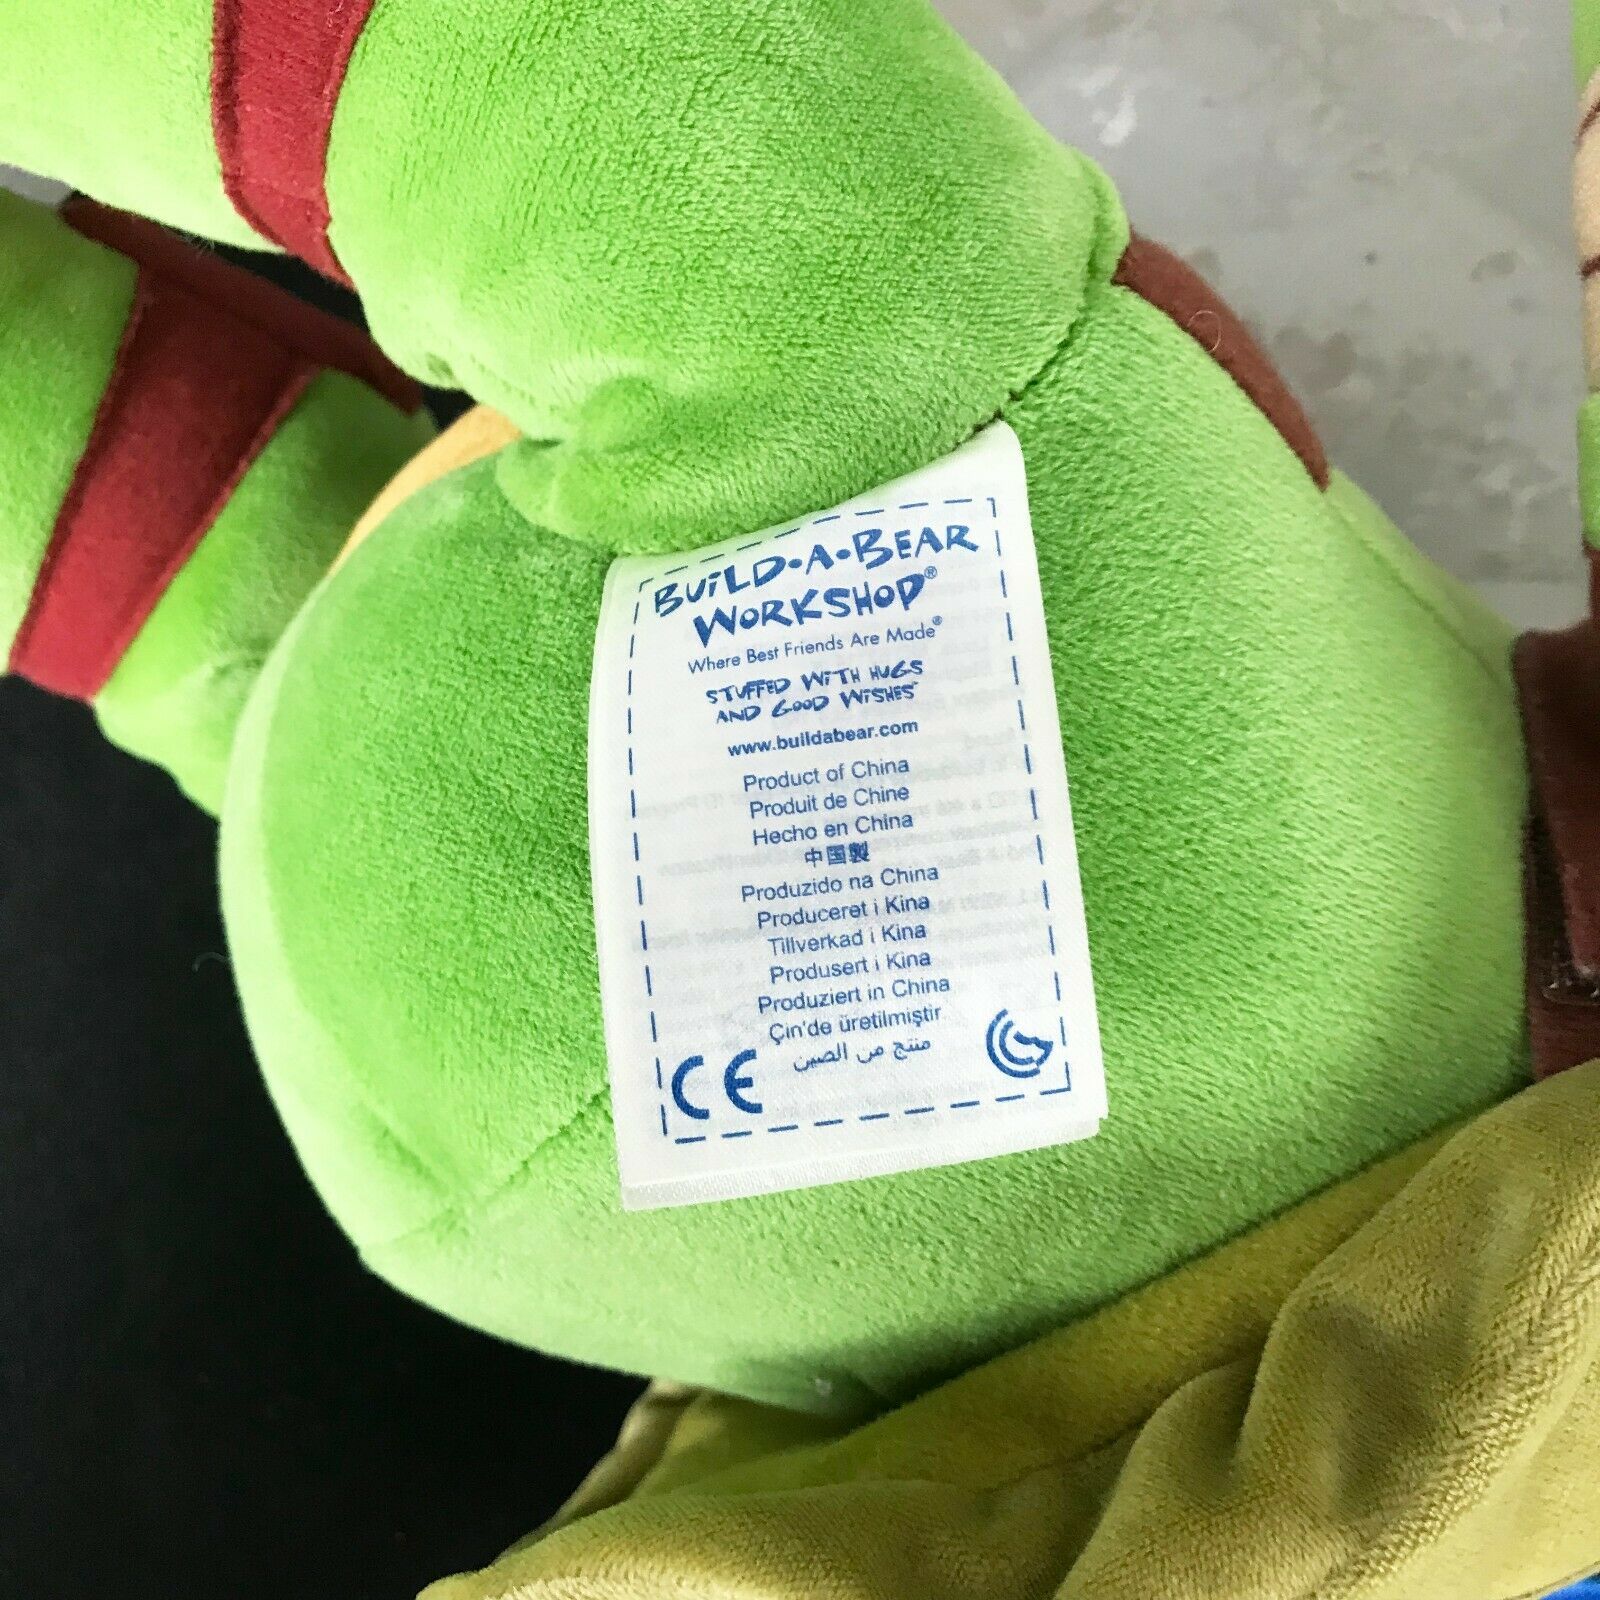 BUILD-A-BEAR
WORKSHOP®
Where Best Friends Are Made®
STUFFED WITH HUGS
AND GOOD WISHES™
www.buildabear.com
Product of China
Produit de Chine
Hecho en China
中国製
Produzido na China
Produceret i Kina
Tillverkad i Kina
Produsert i Kina
Produziert in China
Çin'de üretilmiştir
منتج من الصين
CE